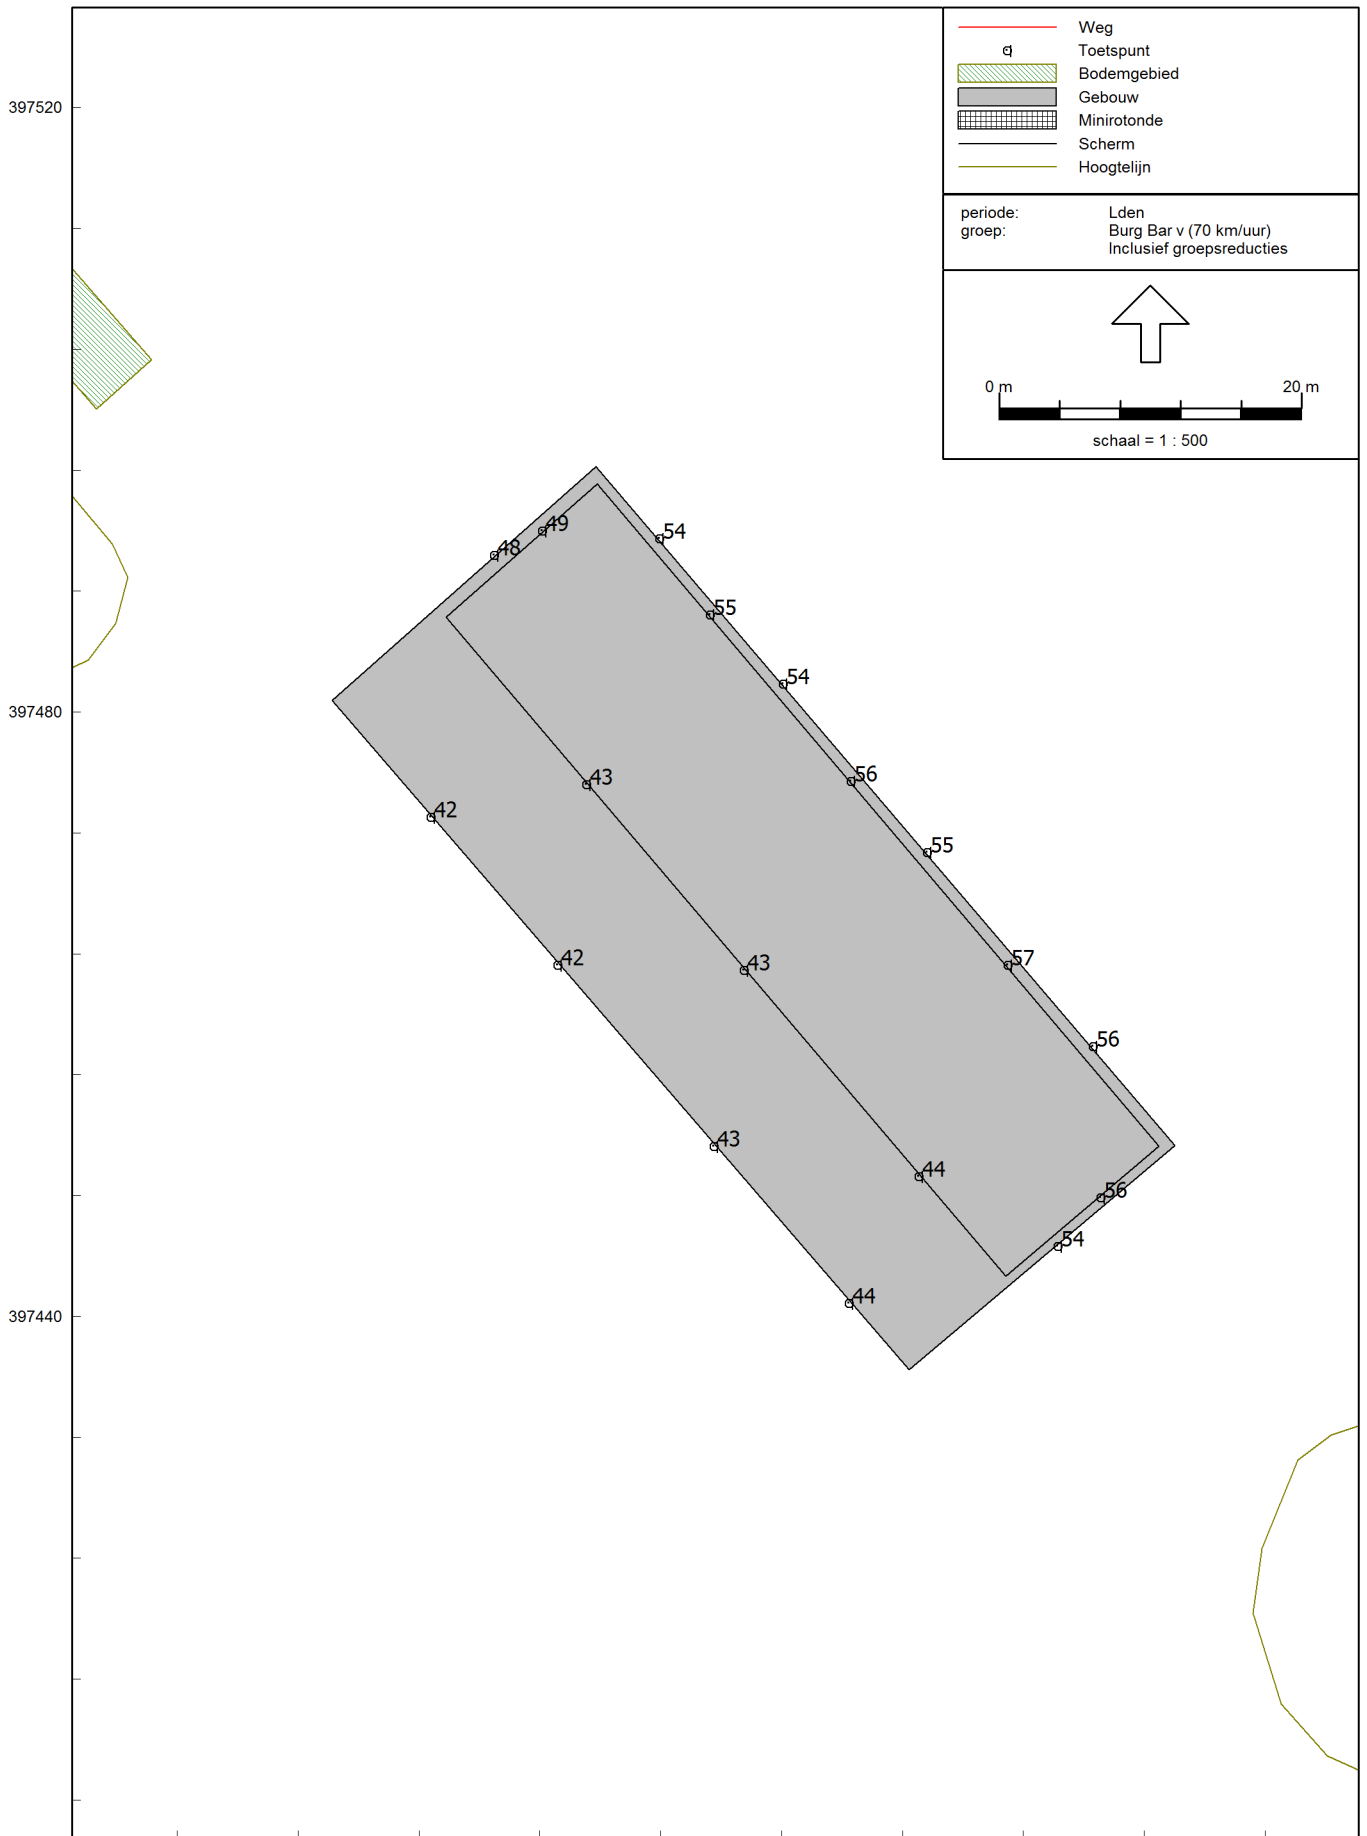 Weg
Toetspunt
Bodemgebied
Gebouw
Minirotonde
Scherm
Hoogtelijn
periode: Lden
groep: Burg Bar v (70 km/uur)
Inclusief groepsreducties
0 m 20 m
schaal = 1 : 500
397520
49
54
48
55
54
397480
56
43
42
55
42
43
57
56
43
44
56
54
44
397440